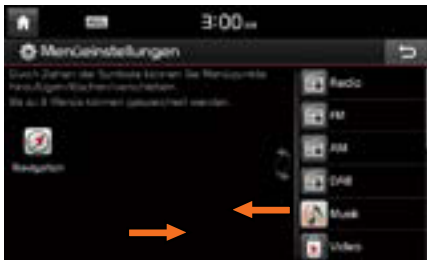 3:00
Menüeinstellungen
Durch Ziehen der Symbole können Sie Menüpunkte
hinzufügen/löschen/verschieben.
Bis zu 8 Menüs können gespeichert werden.
Navigation
Radio
FM
AM
DAB
Musik
Video